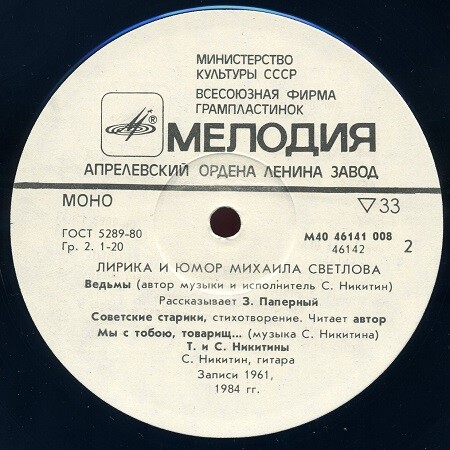 МИНИСТЕРСТВО
КУЛЬТУРЫ СССР
ВСЕСОЮЗНАЯ ФИРМА
ГРАМПЛАСТИНОК
® МЕЛОДИЯ
АПРЕЛЕВСКИЙ ОРДЕНА ЛЕНИНА ЗАВОД
МОНО ▽33
ГОСТ 5289-80 М40 46141 008
Гр. 2. 1-20 46142 2
ЛИРИКА И ЮМОР МИХАИЛА СВЕТЛОВА
Ведьмы (автор музыки и исполнитель С. Никитин)
Рассказывает З. Паперный
Советские старики, стихотворение. Читает автор
Мы с тобою, товарищ... (музыка С. Никитина)
Т. и С. Никитины
С. Никитин, гитара
Записи 1961,
1984 гг.